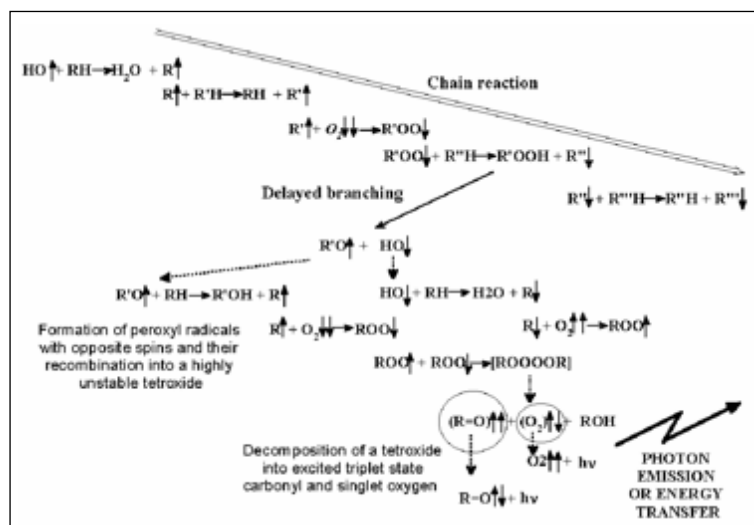 HO↑ + RH→H₂O + R↑
Chain reaction
R↑ + R'H→RH + R'↑
R'↑ + O₂↓↓→R'OO↓
R'OO↓ + R''H→R'OOH + R''↓
Delayed branching
R''↓ + R'''H→R''H + R'''↓
R'O↑ + HO↓
R'O↑ + RH→R'OH + R↑
HO↓ + RH→H2O + R↓
Formation of peroxyl radicals
with opposite spins and their
recombination into a highly
unstable tetroxide
R↑ + O₂↓↓→ROO↓
R↓ + O₂↑↑→ROO↑
ROO↑ + ROO↓→[ROOOOR]
(R=O)↑↑ + (O₂)↑↓ + ROH
Decomposition of a tetroxide
into excited triplet state
carbonyl and singlet oxygen
O2↑↑ + hν
R=O↑↓ + hν
PHOTON
EMISSION
OR ENERGY
TRANSFER